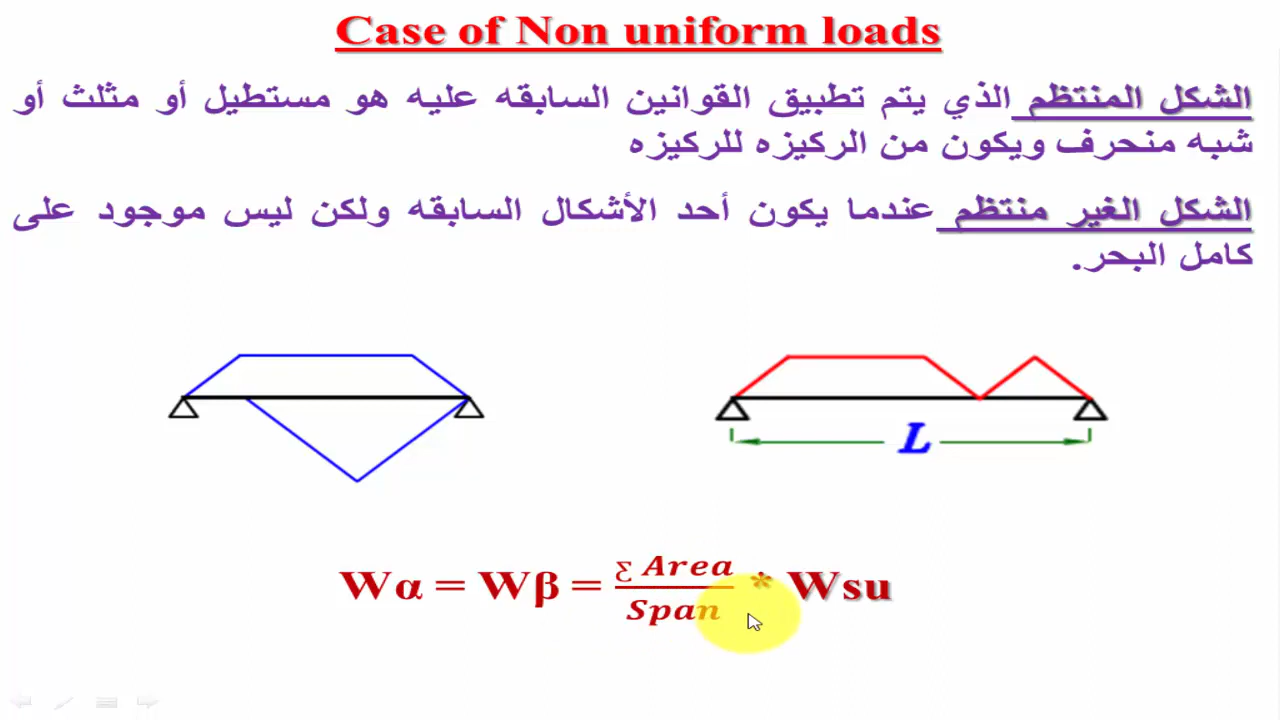 Case of Non uniform loads
الشكل المنتظم الذي يتم تطبيق القوانين السابقه عليه هو مستطيل أو مثلث أو
شبه منحرف ويكون من الركيزه للركيزه
الشكل الغير منتظم عندما يكون أحد الأشكال السابقه ولكن ليس موجود على
كامل البحر.
L
Wα = Wβ = Σ Area / Span * Wsu